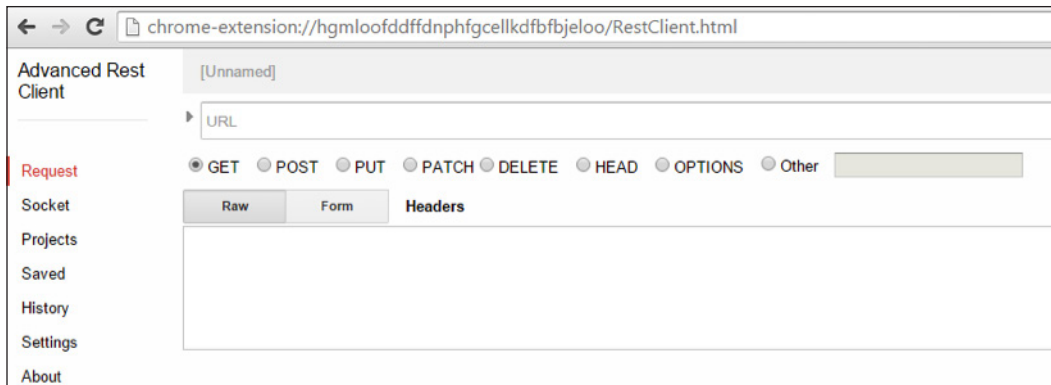 chrome-extension://hgmloofddffdnphfgcellkdfbfbjeloo/RestClient.html
Advanced Rest
Client
[Unnamed]
URL
Request
GET POST PUT PATCH DELETE HEAD OPTIONS Other
Socket
Raw Form Headers
Projects
Saved
History
Settings
About